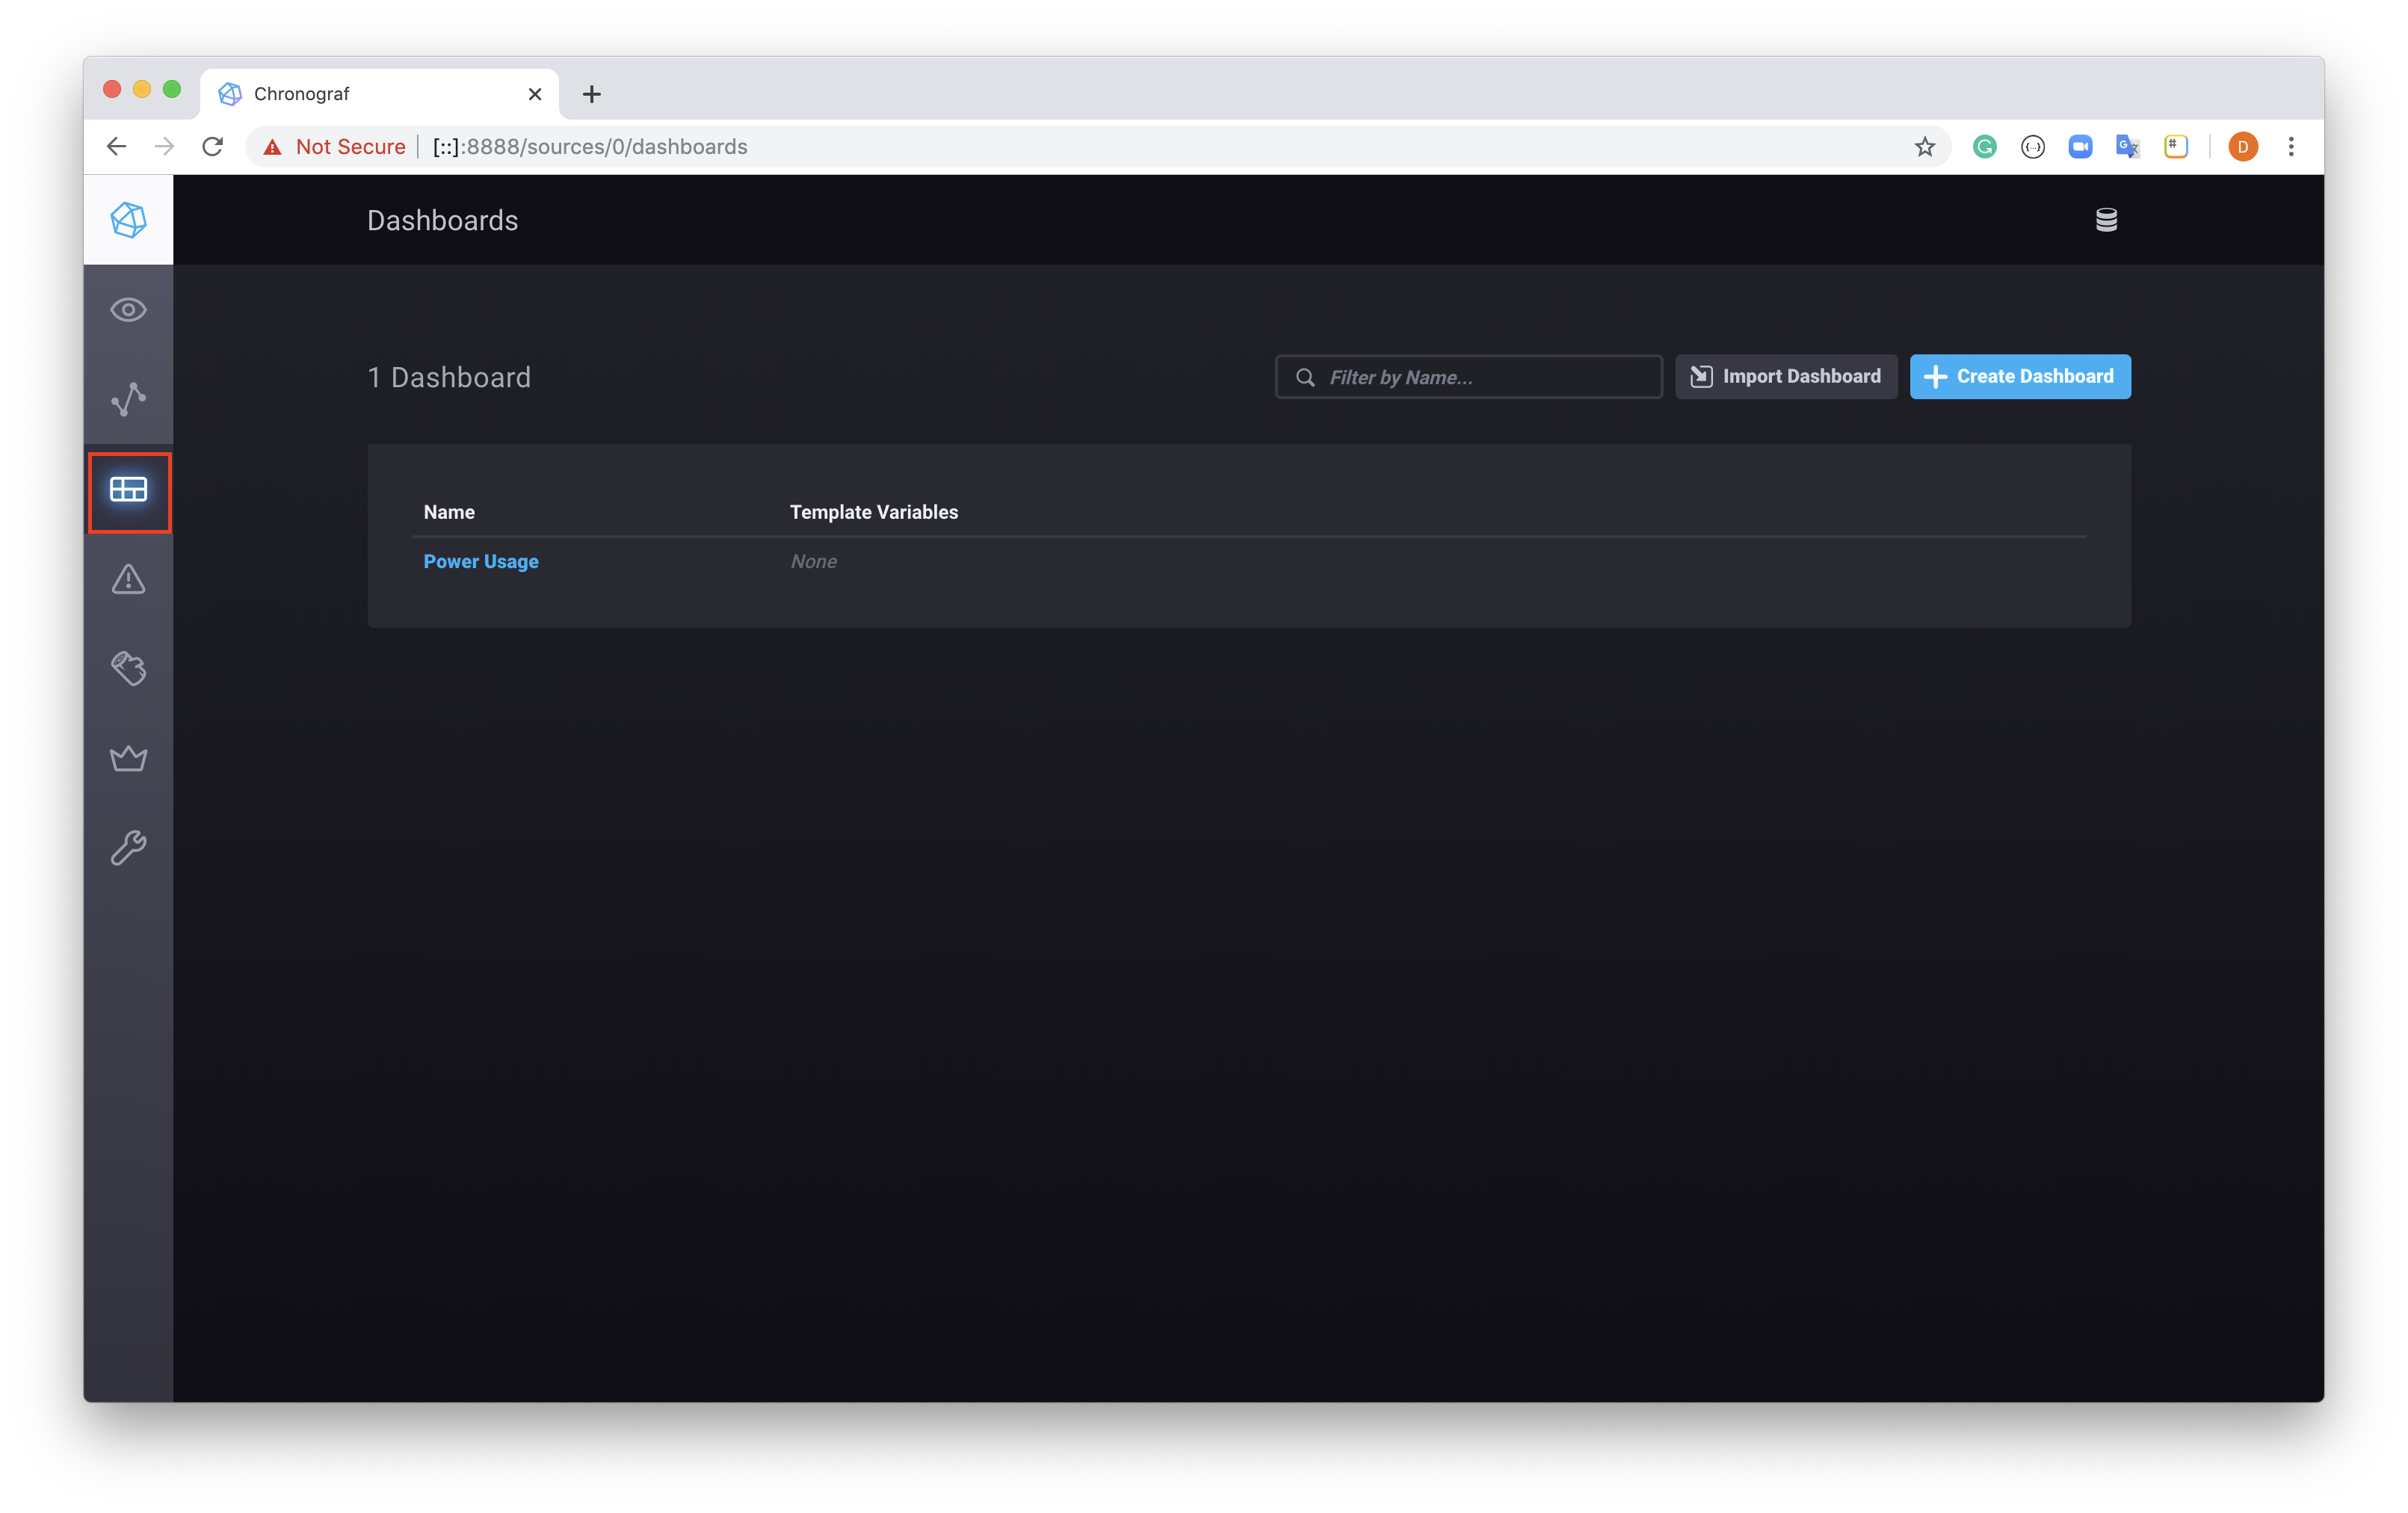 Chronograf
Not Secure [::]:8888/sources/0/dashboards
D
Dashboards
1 Dashboard
Filter by Name...
Import Dashboard
Create Dashboard
Name Template Variables
Power Usage None